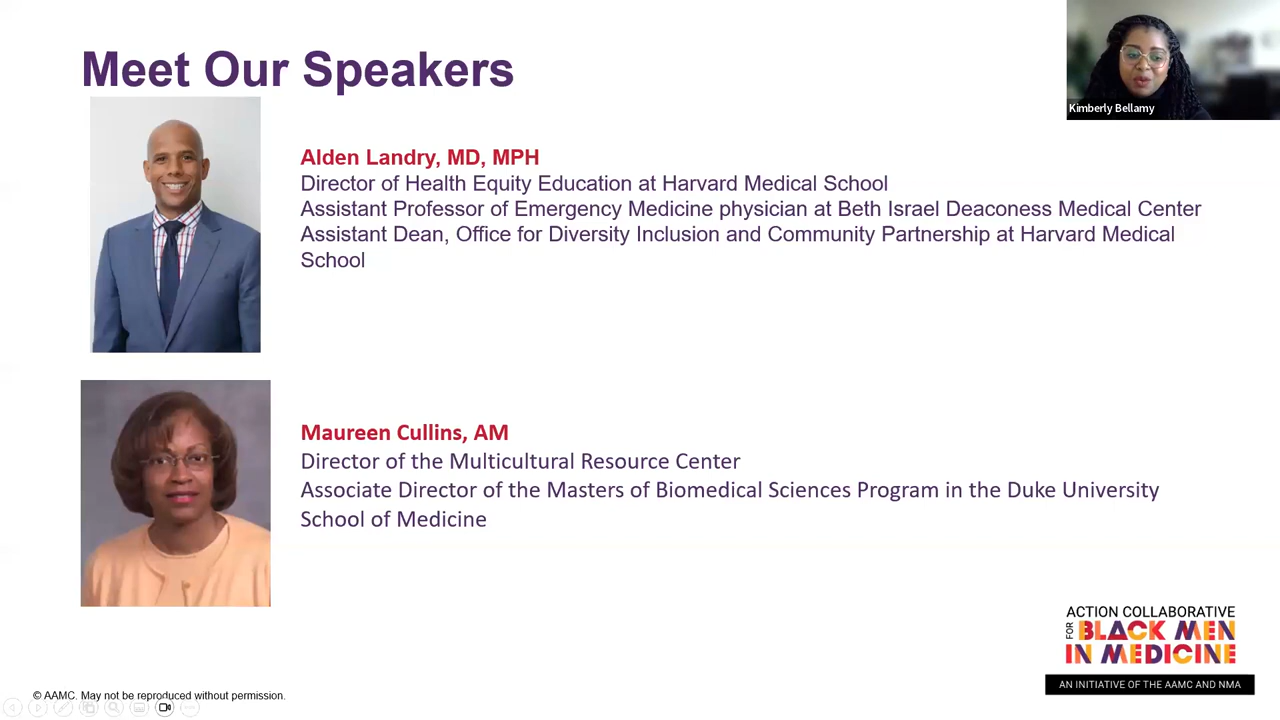 Meet Our Speakers
Kimberly Bellamy
Alden Landry, MD, MPH
Director of Health Equity Education at Harvard Medical School
Assistant Professor of Emergency Medicine physician at Beth Israel Deaconess Medical Center
Assistant Dean, Office for Diversity Inclusion and Community Partnership at Harvard Medical
School
Maureen Cullins, AM
Director of the Multicultural Resource Center
Associate Director of the Masters of Biomedical Sciences Program in the Duke University
School of Medicine
ACTION COLLABORATIVE
FOR BLACK MEN
IN MEDICINE
AN INITIATIVE OF THE AAMC AND NMA
© AAMC. May not be reproduced without permission.